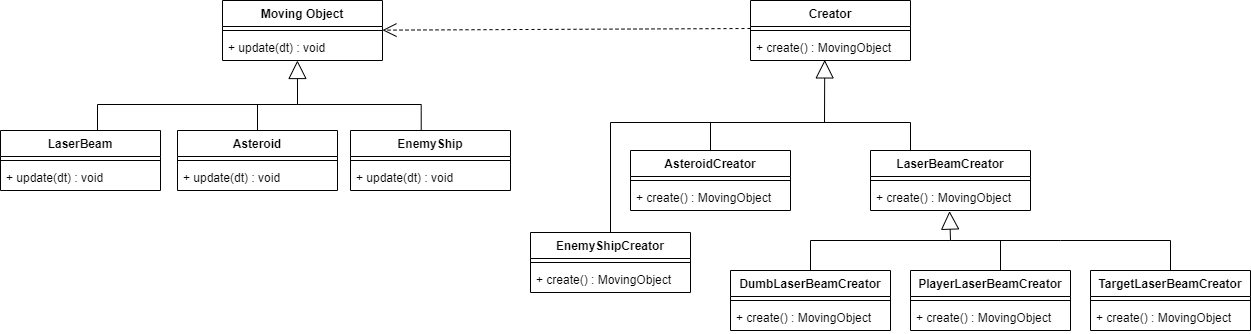 Moving Object
+ update(dt) : void
Creator
+ create() : MovingObject
LaserBeam
+ update(dt) : void
Asteroid
+ update(dt) : void
EnemyShip
+ update(dt) : void
AsteroidCreator
+ create() : MovingObject
LaserBeamCreator
+ create() : MovingObject
EnemyShipCreator
+ create() : MovingObject
DumbLaserBeamCreator
+ create() : MovingObject
PlayerLaserBeamCreator
+ create() : MovingObject
TargetLaserBeamCreator
+ create() : MovingObject